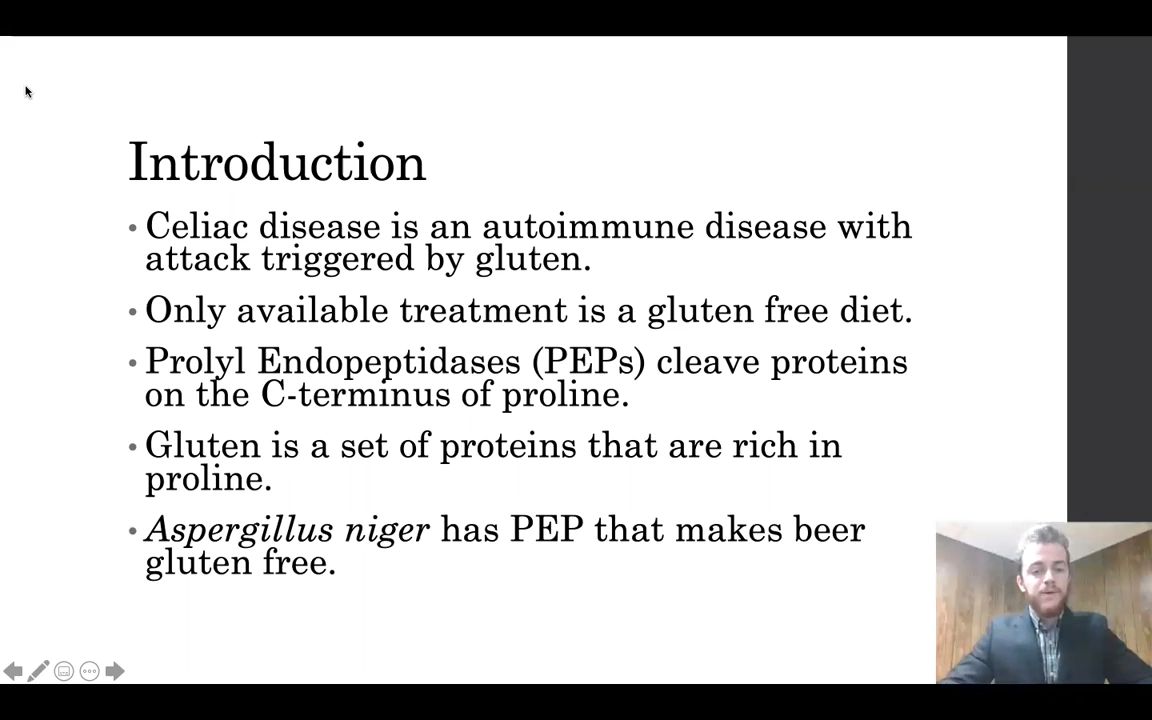 Introduction
• Celiac disease is an autoimmune disease with
attack triggered by gluten.
• Only available treatment is a gluten free diet.
• Prolyl Endopeptidases (PEPs) cleave proteins
on the C-terminus of proline.
• Gluten is a set of proteins that are rich in
proline.
• Aspergillus niger has PEP that makes beer
gluten free.